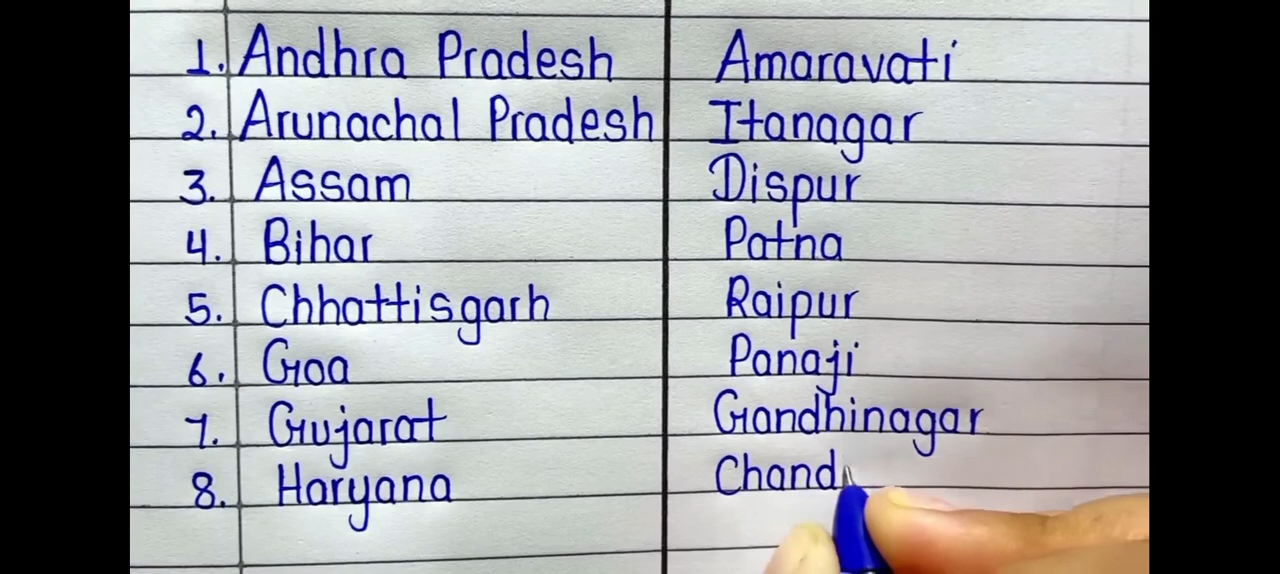 1. Andhra Pradesh Amaravati
2. Arunachal Pradesh Itanagar
3. Assam Dispur
4. Bihar Patna
5. Chhattisgarh Raipur
6. Goa Panaji
7. Gujarat Gandhinagar
8. Haryana Chand